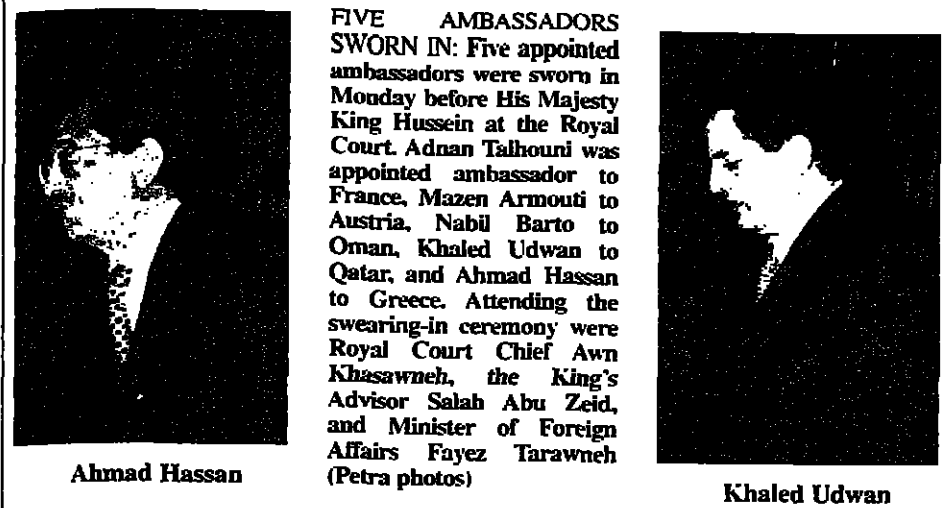 FIVE AMBASSADORS
SWORN IN: Five appointed
ambassadors were sworn in
Monday before His Majesty
King Hussein at the Royal
Court. Adnan Talhouni was
appointed ambassador to
France, Mazen Armouti to
Austria, Nabil Barto to
Oman, Khaled Udwan to
Qatar, and Ahmad Hassan
to Greece. Attending the
swearing-in ceremony were
Royal Court Chief Awn
Khasawneh, the King's
Advisor Salah Abu Zeid,
and Minister of Foreign
Affairs Fayez Tarawneh
(Petra photos)
Ahmad Hassan
Khaled Udwan